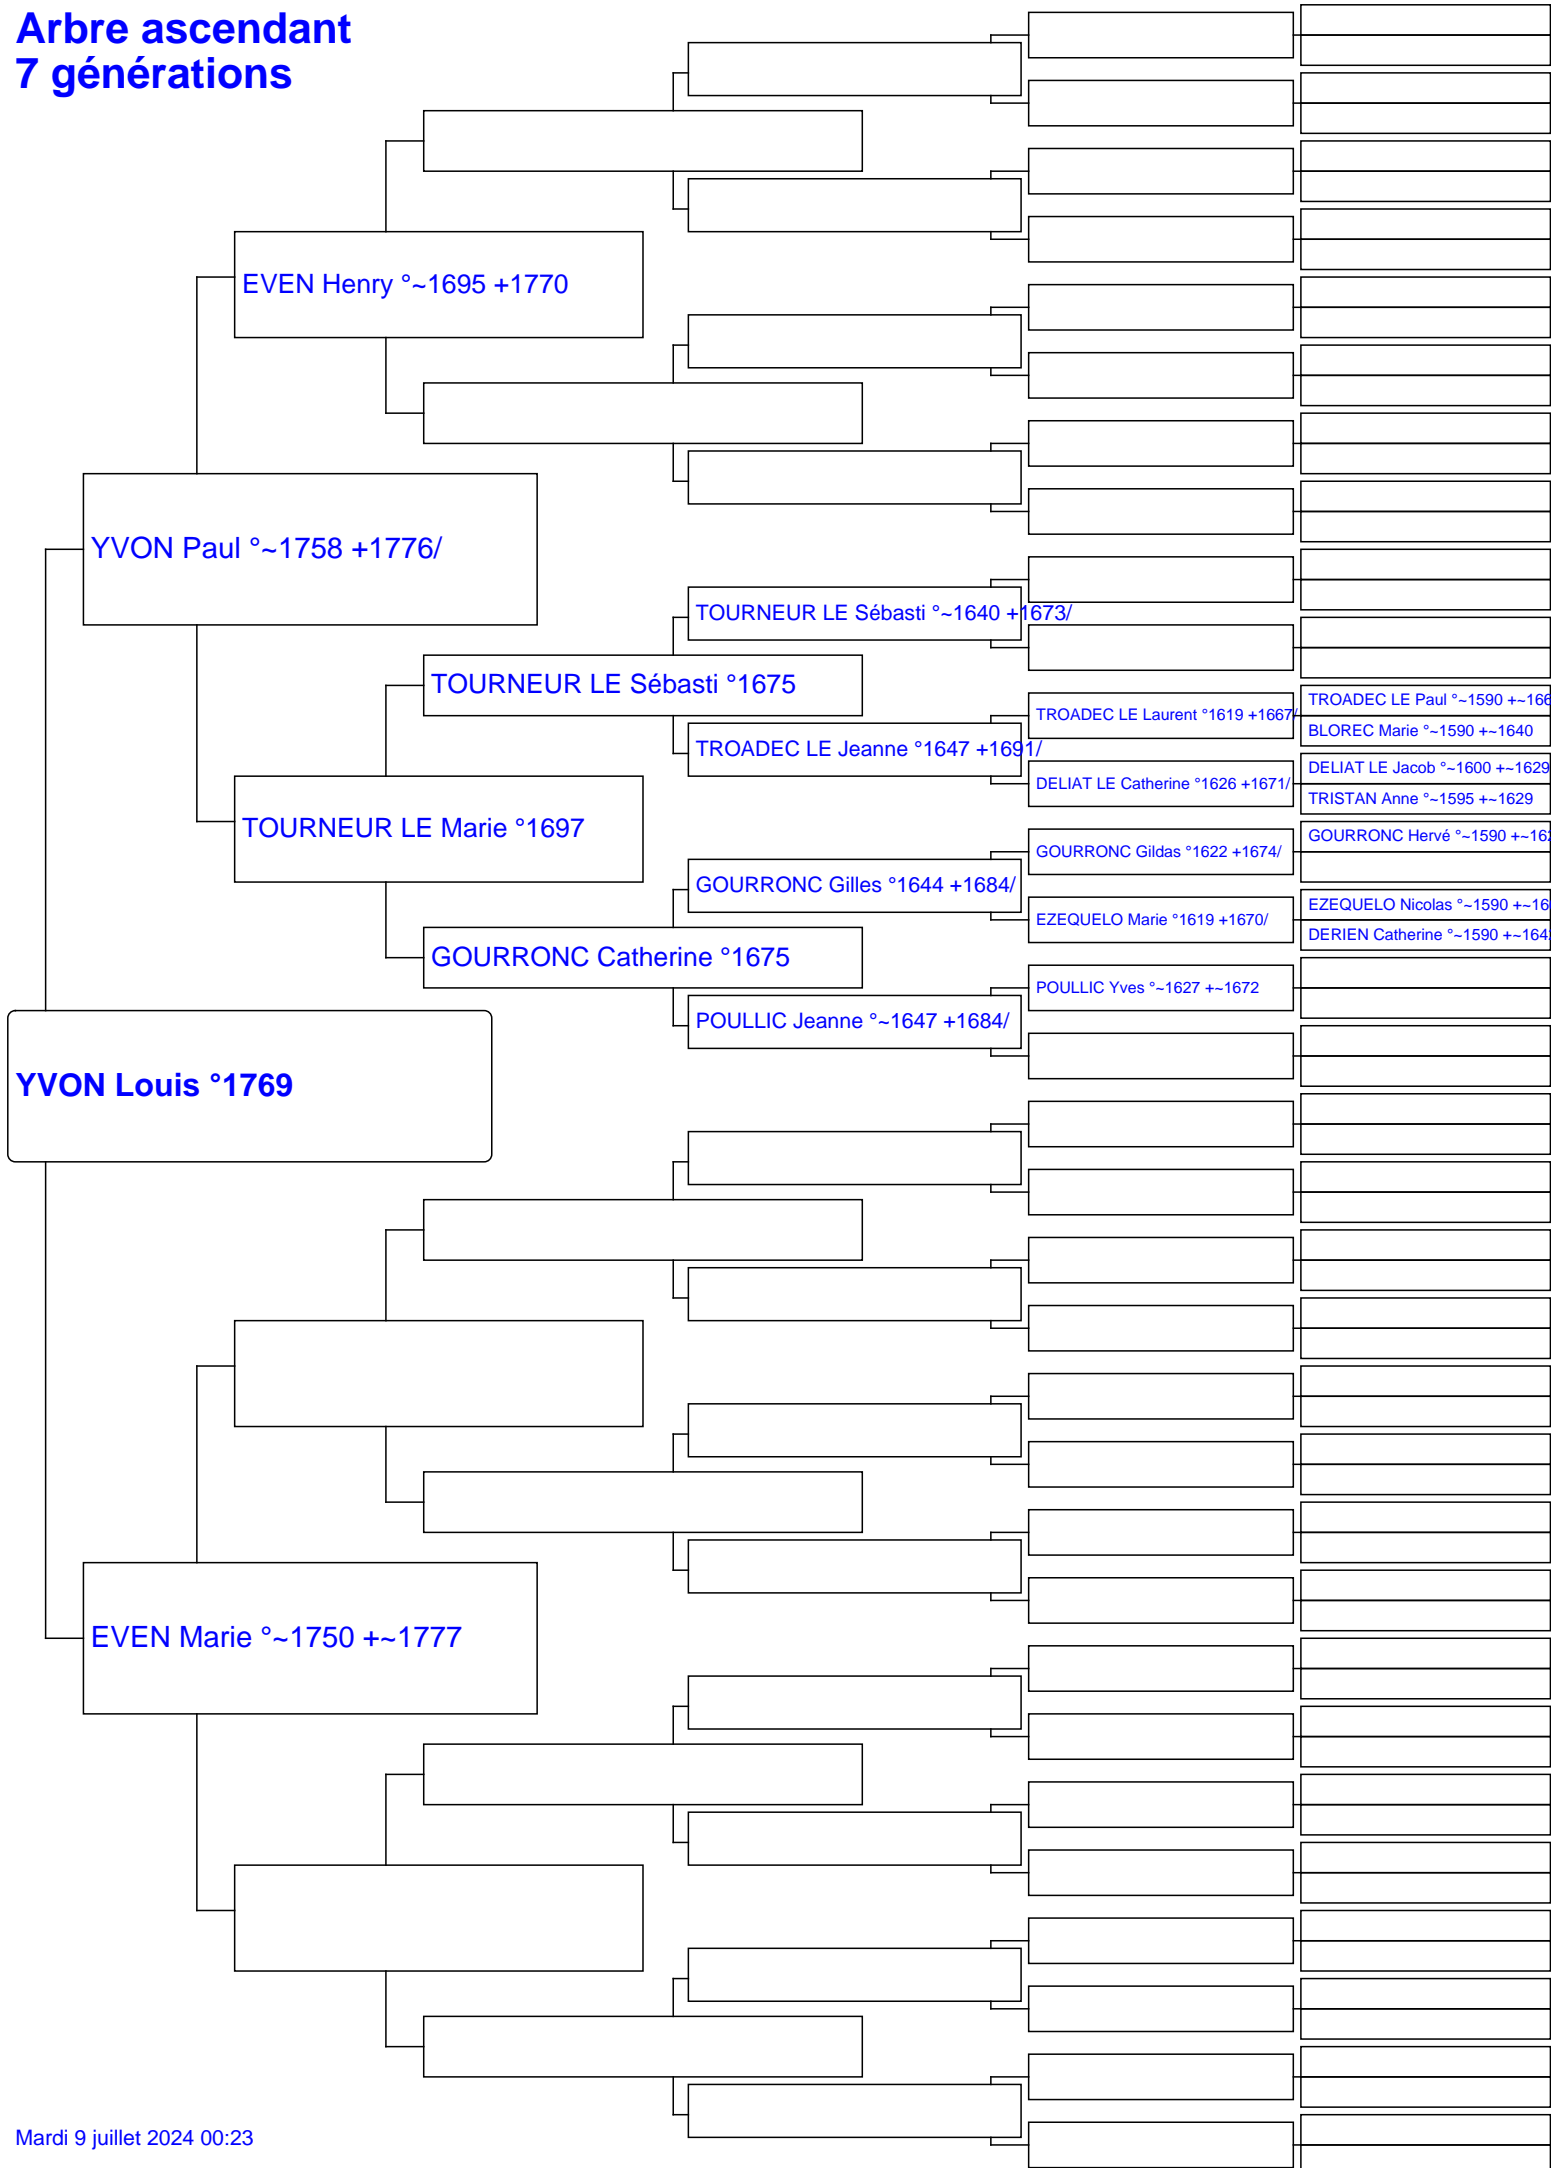 Arbre ascendant
7 générations
EVEN Henry °~1695 +1770
YVON Paul °~1758 +1776/
TOURNEUR LE Sébasti °~1640 +1673/
TOURNEUR LE Sébasti °1675
TROADEC LE Laurent °1619 +1667/
TROADEC LE Paul °~1590 +~166
BLOREC Marie °~1590 +~1640
TROADEC LE Jeanne °1647 +1691/
DELIAT LE Catherine °1626 +1671/
DELIAT LE Jacob °~1600 +~1629
TRISTAN Anne °~1595 +~1629
TOURNEUR LE Marie °1697
GOURRONC Gildas °1622 +1674/
GOURRONC Hervé °~1590 +~162
GOURRONC Gilles °1644 +1684/
EZEQUELO Marie °1619 +1670/
EZEQUELO Nicolas °~1590 +~16
DERIEN Catherine °~1590 +~164
GOURRONC Catherine °1675
POULLIC Yves °~1627 +~1672
POULLIC Jeanne °~1647 +1684/
YVON Louis °1769
EVEN Marie °~1750 +~1777
Mardi 9 juillet 2024 00:23